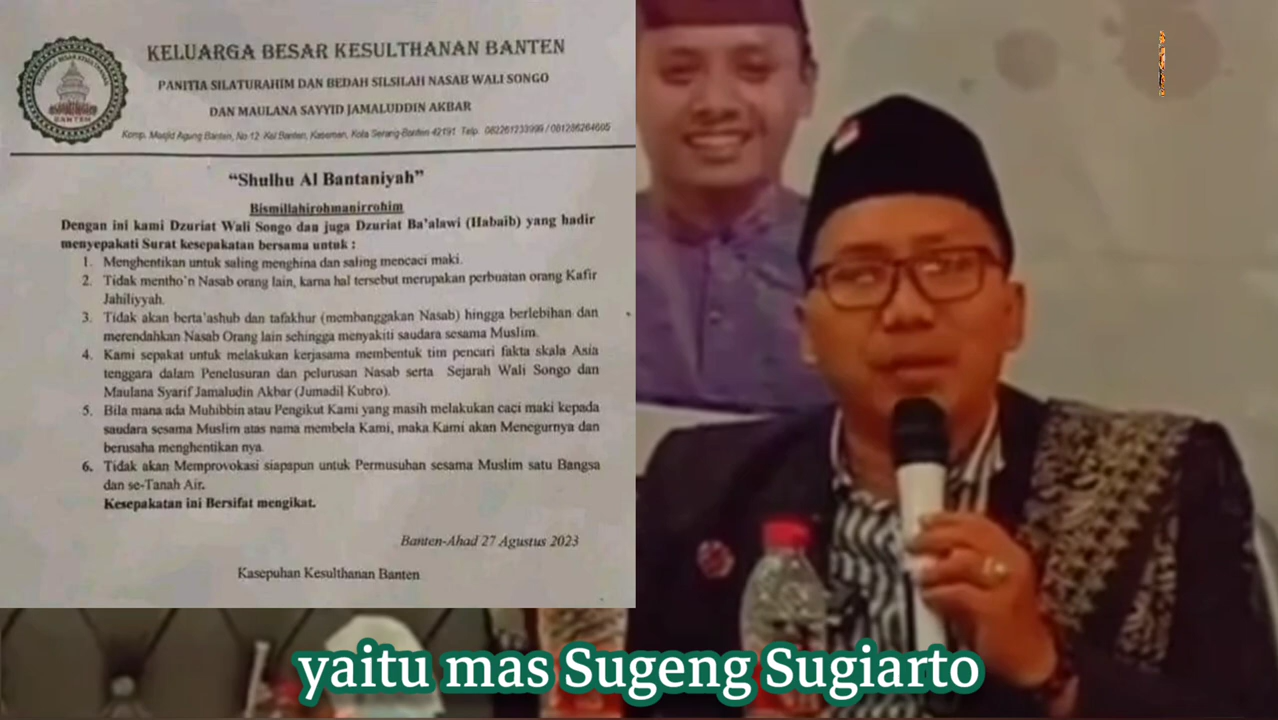 KELUARGA BESAR KESULTHANAN BANTEN
PANITIA SILATURAHIM DAN BEDAH SILSILAH NASAB WALI SONGO
DAN MAULANA SAYYID JAMALUDDIN AKBAR
Komp. Masjid Agung Banten, No 12 Kel Banten, Kasemen, Kota Serang-Banten 42191 Telp. 082261233999 / 081286264665
BANTEN
“Shulhu Al Bantaniyah”
Bismillahirohmanirrohim
Dengan ini kami Dzuriat Wali Songo dan juga Dzuriat Ba'alawi (Habaib) yang hadir
menyepakati Surat kesepakatan bersama untuk :
1. Menghentikan untuk saling menghina dan saling mencaci maki.
2. Tidak mentho'n Nasab orang lain, karna hal tersebut merupakan perbuatan orang Kafir
Jahiliyyah.
3. Tidak akan berta'ashub dan tafakhur (membanggakan Nasab) hingga berlebihan dan
merendahkan Nasab Orang lain sehingga menyakiti saudara sesama Muslim.
4. Kami sepakat untuk melakukan kerjasama membentuk tim pencari fakta skala Asia
tenggara dalam Penelusuran dan pelurusan Nasab serta Sejarah Wali Songo dan
Maulana Syarif Jamaludin Akbar (Jumadil Kubro).
5. Bila mana ada Muhibbin atau Pengikut Kami yang masih melakukan caci maki kepada
saudara sesama Muslim atas nama membela Kami, maka Kami akan Menegurnya dan
berusaha menghentikan nya.
6. Tidak akan Memprovokasi siapapun untuk Permusuhan sesama Muslim satu Bangsa
dan se-Tanah Air.
Kesepakatan ini Bersifat mengikat.
Banten-Ahad 27 Agustus 2023
Kasepuhan Kesulthanan Banten
yaitu mas Sugeng Sugiarto